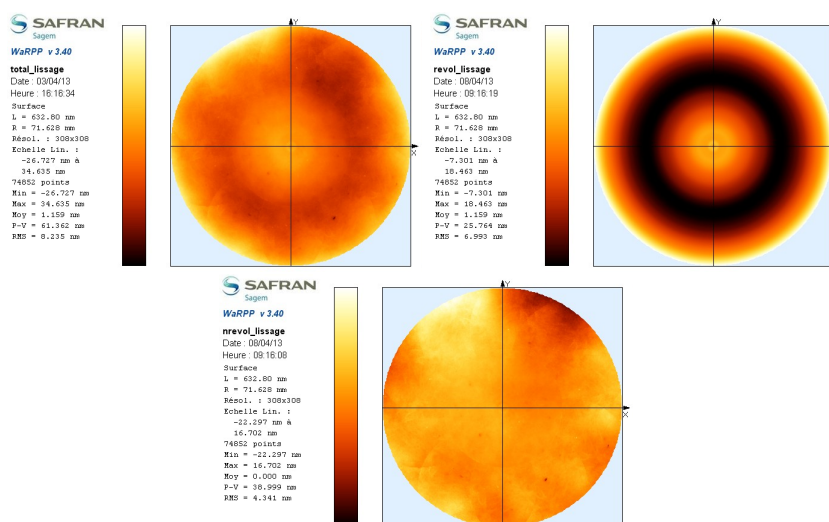 SAFRAN
Sagem
WaRPP v 3.40
total_lissage
Date : 03/04/13
Heure : 16:16:34
Surface
L = 632.80 nm
R = 71.628 mm
Résol. : 308x308
Echelle Lin. :
-26.727 nm à
34.635 nm
74852 points
Min = -26.727 nm
Max = 34.635 nm
Moy = 1.159 nm
P-V = 61.362 nm
RMS = 8.235 nm
Y
X
SAFRAN
Sagem
WaRPP v 3.40
revol_lissage
Date : 08/04/13
Heure : 09:16:19
Surface
L = 632.80 nm
R = 71.628 mm
Résol. : 308x308
Echelle Lin. :
-7.301 nm à
18.463 nm
74852 points
Min = -7.301 nm
Max = 18.463 nm
Moy = 1.159 nm
P-V = 25.764 nm
RMS = 6.993 nm
Y
X
SAFRAN
Sagem
WaRPP v 3.40
nrevol_lissage
Date : 08/04/13
Heure : 09:16:08
Surface
L = 632.80 nm
R = 71.628 mm
Résol. : 308x308
Echelle Lin. :
-22.297 nm à
16.702 nm
74852 points
Min = -22.297 nm
Max = 16.702 nm
Moy = 0.000 nm
P-V = 38.999 nm
RMS = 4.341 nm
Y
X